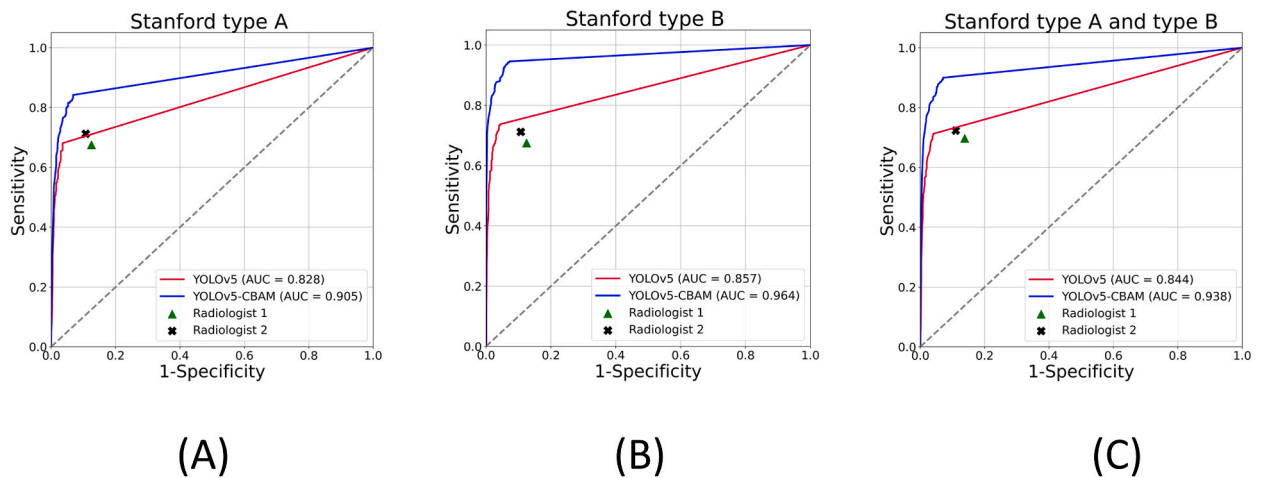 Stanford type A
1.0
0.8
0.6
0.4
0.2
0.0
Sensitivity
YOLOv5 (AUC = 0.828)
YOLOv5-CBAM (AUC = 0.905)
Radiologist 1
Radiologist 2
0.0 0.2 0.4 0.6 0.8 1.0
1-Specificity
(A)
Stanford type B
1.0
0.8
0.6
0.4
0.2
0.0
Sensitivity
YOLOv5 (AUC = 0.857)
YOLOv5-CBAM (AUC = 0.964)
Radiologist 1
Radiologist 2
0.0 0.2 0.4 0.6 0.8 1.0
1-Specificity
(B)
Stanford type A and type B
1.0
0.8
0.6
0.4
0.2
0.0
Sensitivity
YOLOv5 (AUC = 0.844)
YOLOv5-CBAM (AUC = 0.938)
Radiologist 1
Radiologist 2
0.0 0.2 0.4 0.6 0.8 1.0
1-Specificity
(C)